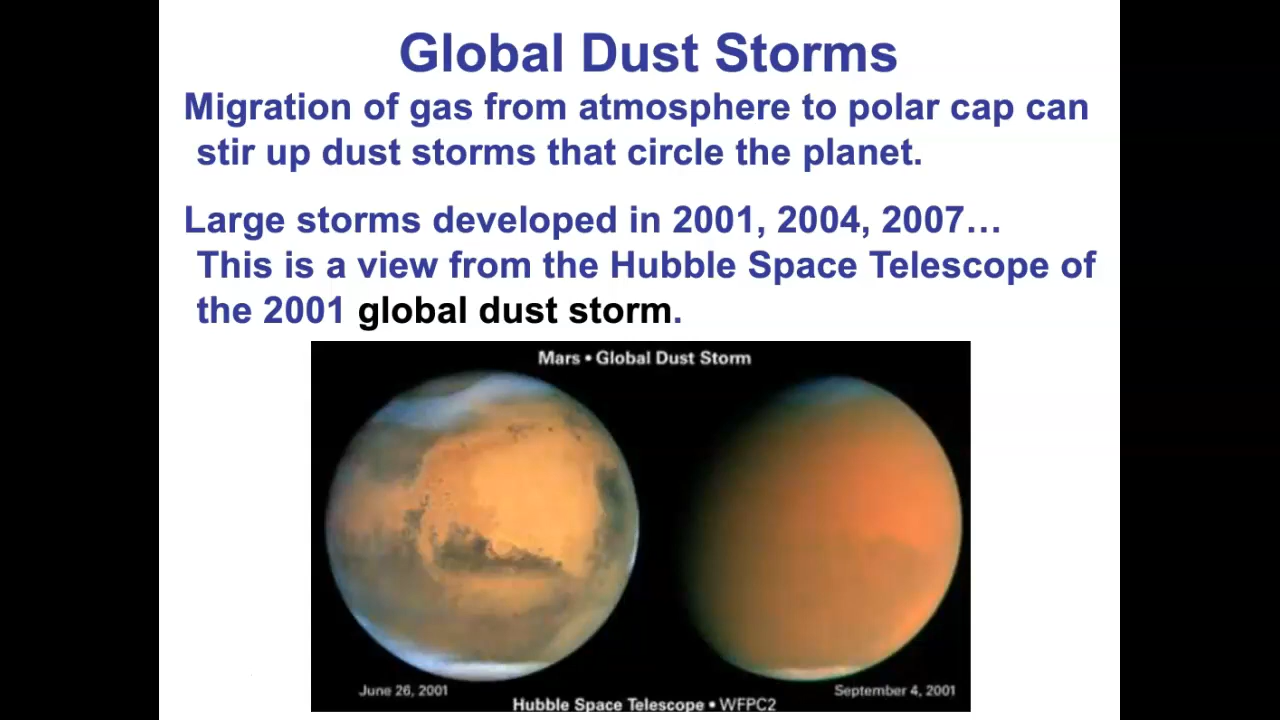 Global Dust Storms
Migration of gas from atmosphere to polar cap can
stir up dust storms that circle the planet.
Large storms developed in 2001, 2004, 2007…
This is a view from the Hubble Space Telescope of
the 2001 global dust storm.
Mars • Global Dust Storm
June 26, 2001
September 4, 2001
Hubble Space Telescope • WFPC2